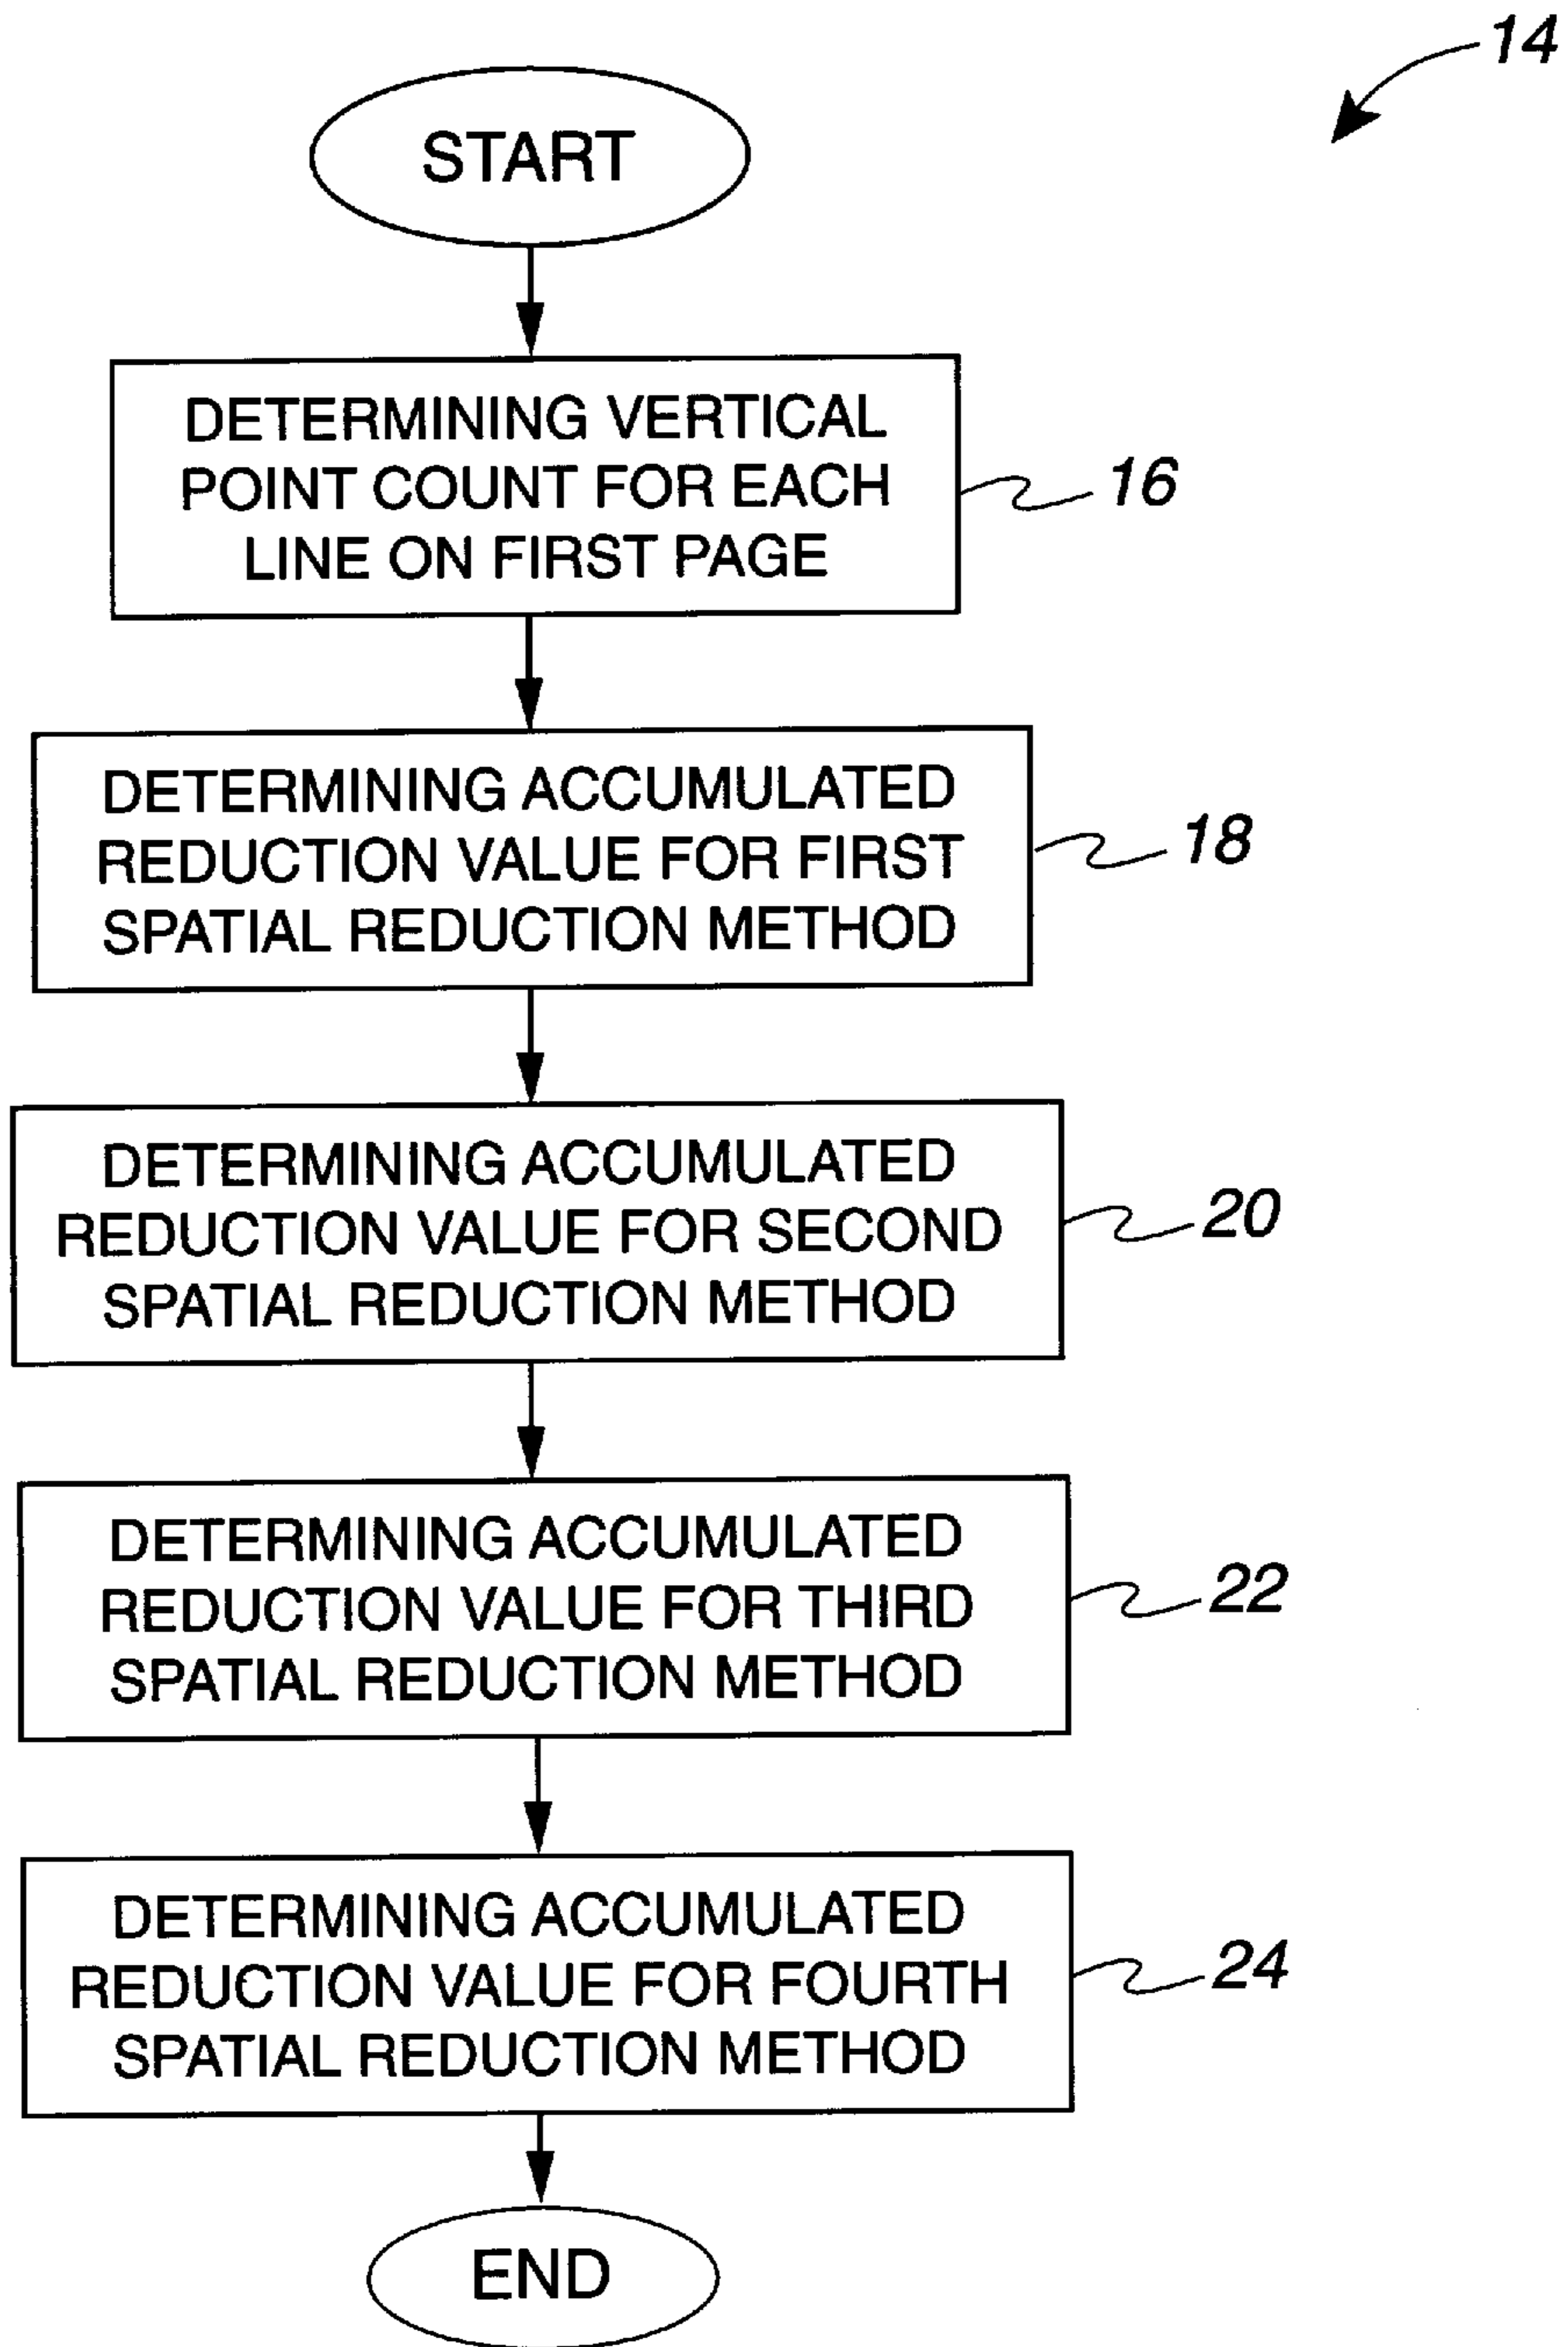 14
START
DETERMINING VERTICAL
POINT COUNT FOR EACH
LINE ON FIRST PAGE
16
DETERMINING ACCUMULATED
REDUCTION VALUE FOR FIRST
SPATIAL REDUCTION METHOD
18
DETERMINING ACCUMULATED
REDUCTION VALUE FOR SECOND
SPATIAL REDUCTION METHOD
20
DETERMINING ACCUMULATED
REDUCTION VALUE FOR THIRD
SPATIAL REDUCTION METHOD
22
DETERMINING ACCUMULATED
REDUCTION VALUE FOR FOURTH
SPATIAL REDUCTION METHOD
24
END